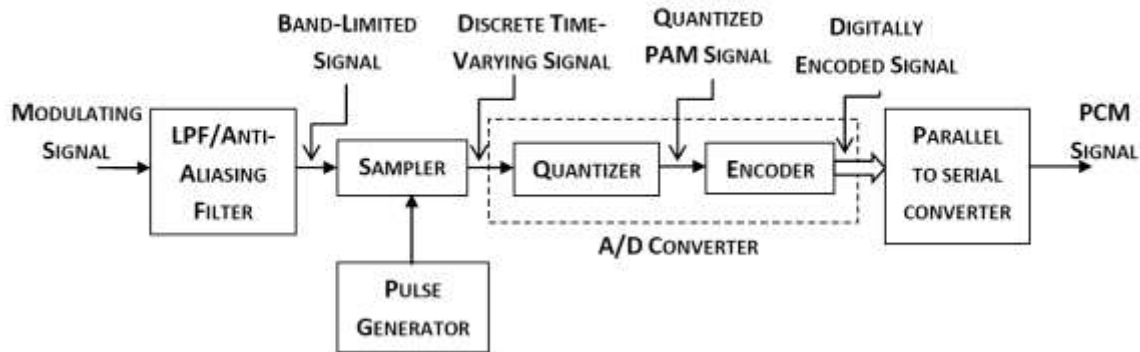 BAND-LIMITED
SIGNAL
DISCRETE TIME-
VARYING SIGNAL
QUANTIZED
PAM SIGNAL
DIGITALLY
ENCODED SIGNAL
MODULATING
SIGNAL
LPF/ANTI-
ALIASING
FILTER
SAMPLER
QUANTIZER
ENCODER
PARALLEL
TO SERIAL
CONVERTER
PCM
SIGNAL
A/D CONVERTER
PULSE
GENERATOR